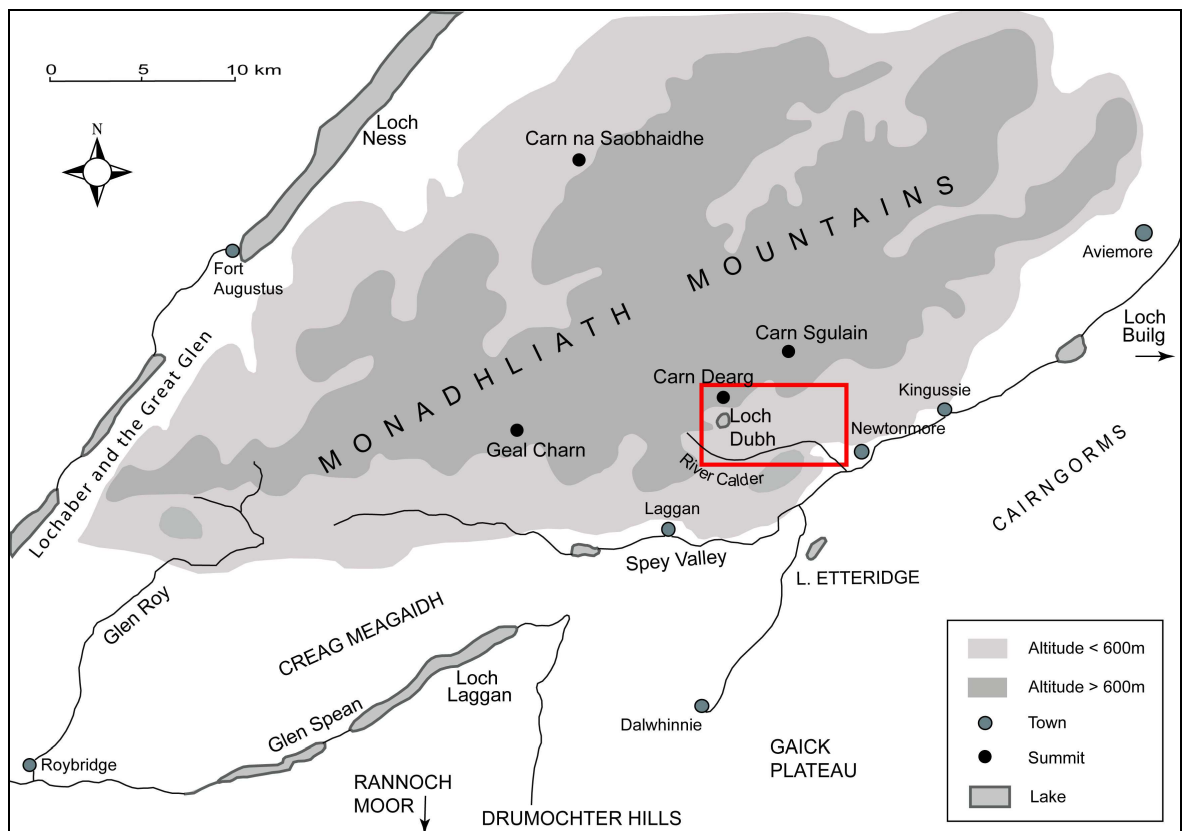 0 5 10 km
N
Loch
Ness
Carn na Saobhaidhe
MONADHLIATH MOUNTAINS
Aviemore
Fort
Augustus
Loch
Builg
Carn Sgulain
Carn Dearg
Kingussie
Loch
Dubh
Newtonmore
Geal Charn
River Calder
Lochaber and the Great Glen
CAIRNGORMS
Laggan
Spey Valley
L. ETTERIDGE
Glen Roy
CREAG MEAGAIDH
Loch
Laggan
Glen Spean
Dalwhinnie
Roybridge
GAICK
PLATEAU
RANNOCH
MOOR
DRUMOCHTER HILLS
Altitude < 600m
Altitude > 600m
Town
Summit
Lake